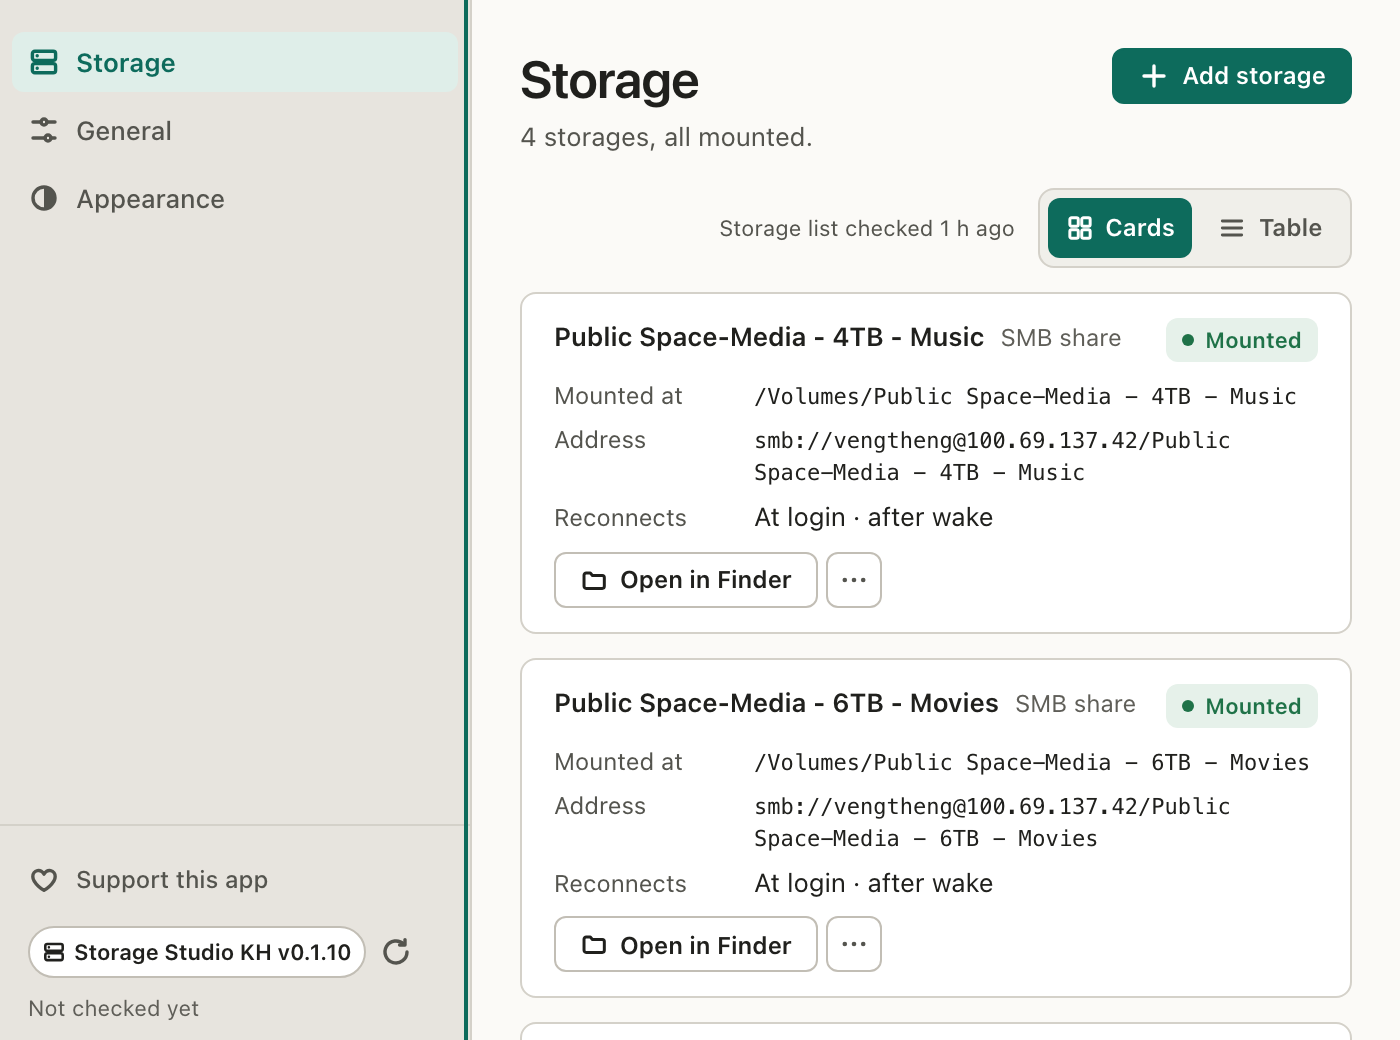 Storage
General
Appearance
Support this app
Storage Studio KH v0.1.10
Not checked yet
Storage
Add storage
4 storages, all mounted.
Storage list checked 1 h ago
Cards
Table
Public Space-Media - 4TB - Music SMB share
Mounted
Mounted at /Volumes/Public Space-Media - 4TB - Music
Address smb://vengtheng@100.69.137.42/Public
Space-Media - 4TB - Music
Reconnects At login · after wake
Open in Finder ···
Public Space-Media - 6TB - Movies SMB share
Mounted
Mounted at /Volumes/Public Space-Media - 6TB - Movies
Address smb://vengtheng@100.69.137.42/Public
Space-Media - 6TB - Movies
Reconnects At login · after wake
Open in Finder ···